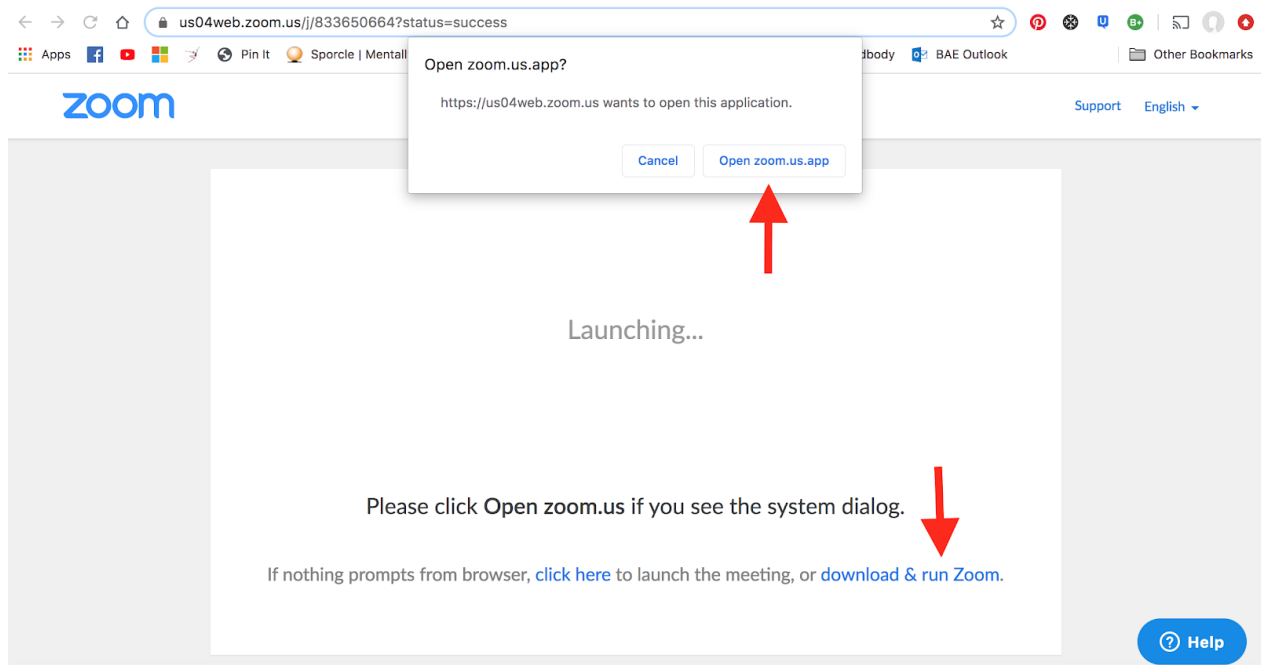 us04web.zoom.us/j/833650664?status=success
Apps Pin It Sporcle | Mentall dbody BAE Outlook Other Bookmarks
Open zoom.us.app?
https://us04web.zoom.us wants to open this application.
Cancel Open zoom.us.app
zoom Support English
Launching...
Please click Open zoom.us if you see the system dialog.
If nothing prompts from browser, click here to launch the meeting, or download & run Zoom.
Help